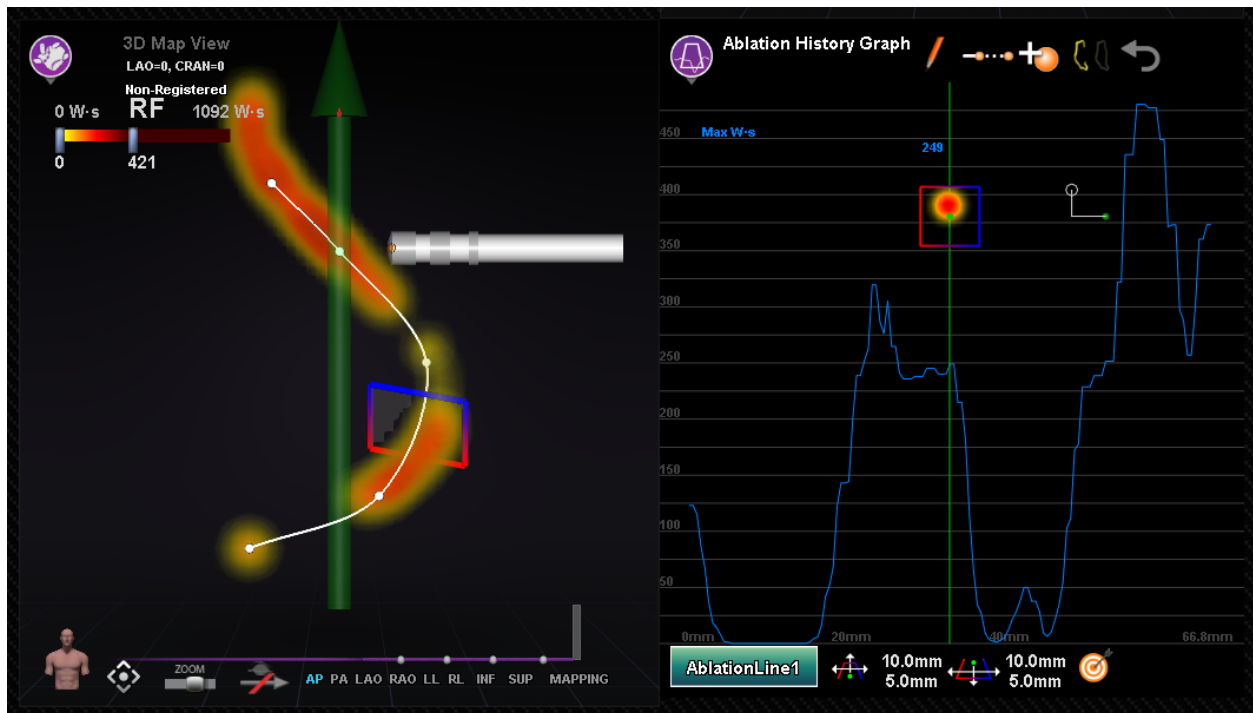 3D Map View
LAO=0, CRAN=0
Non-Registered
0 W·s RF 1092 W·s
0 421
ZOOM
AP PA LAO RAO LL RL INF SUP MAPPING
Ablation History Graph
450 Max W·s
249
400
350
300
250
200
150
100
50
0mm 20mm 40mm 66.8mm
AblationLine1
10.0mm
5.0mm
10.0mm
5.0mm